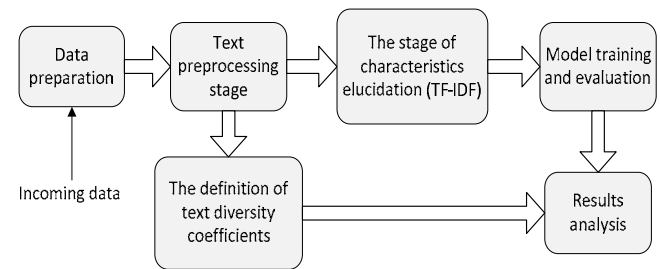 Data
preparation
Text
preprocessing
stage
The stage of
characteristics
elucidation (TF-IDF)
Model training
and evaluation
Incoming data
The definition of
text diversity
coefficients
Results
analysis